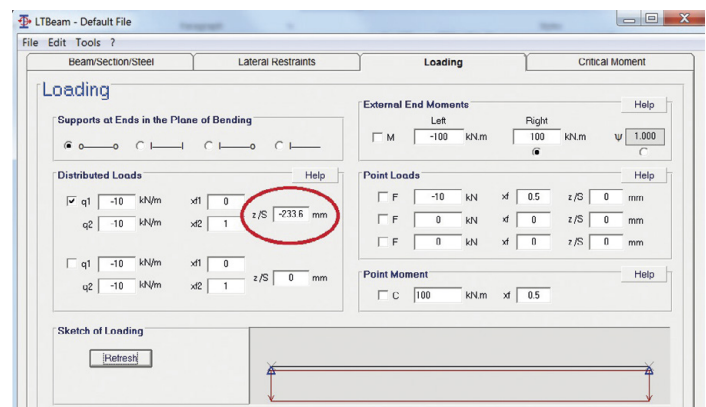 LTBeam - Default File
File Edit Tools ?
Beam/Section/Steel Lateral Restraints Loading Critical Moment
Loading
Supports at Ends in the Plane of Bending
External End Moments Help
Left Right
M -100 kN.m 100 kN.m ψ 1.000
Distributed Loads Help
q1 -10 kN/m xf1 0
q2 -10 kN/m xf2 1
z /S -233.6 mm
q1 -10 kN/m xf1 0
q2 -10 kN/m xf2 1
z /S 0 mm
Point Loads Help
F -10 kN xf 0.5 z /S 0 mm
F 0 kN xf 0 z /S 0 mm
F 0 kN xf 0 z /S 0 mm
Point Moment Help
C 100 kN.m xf 0.5
Sketch of Loading
Refresh